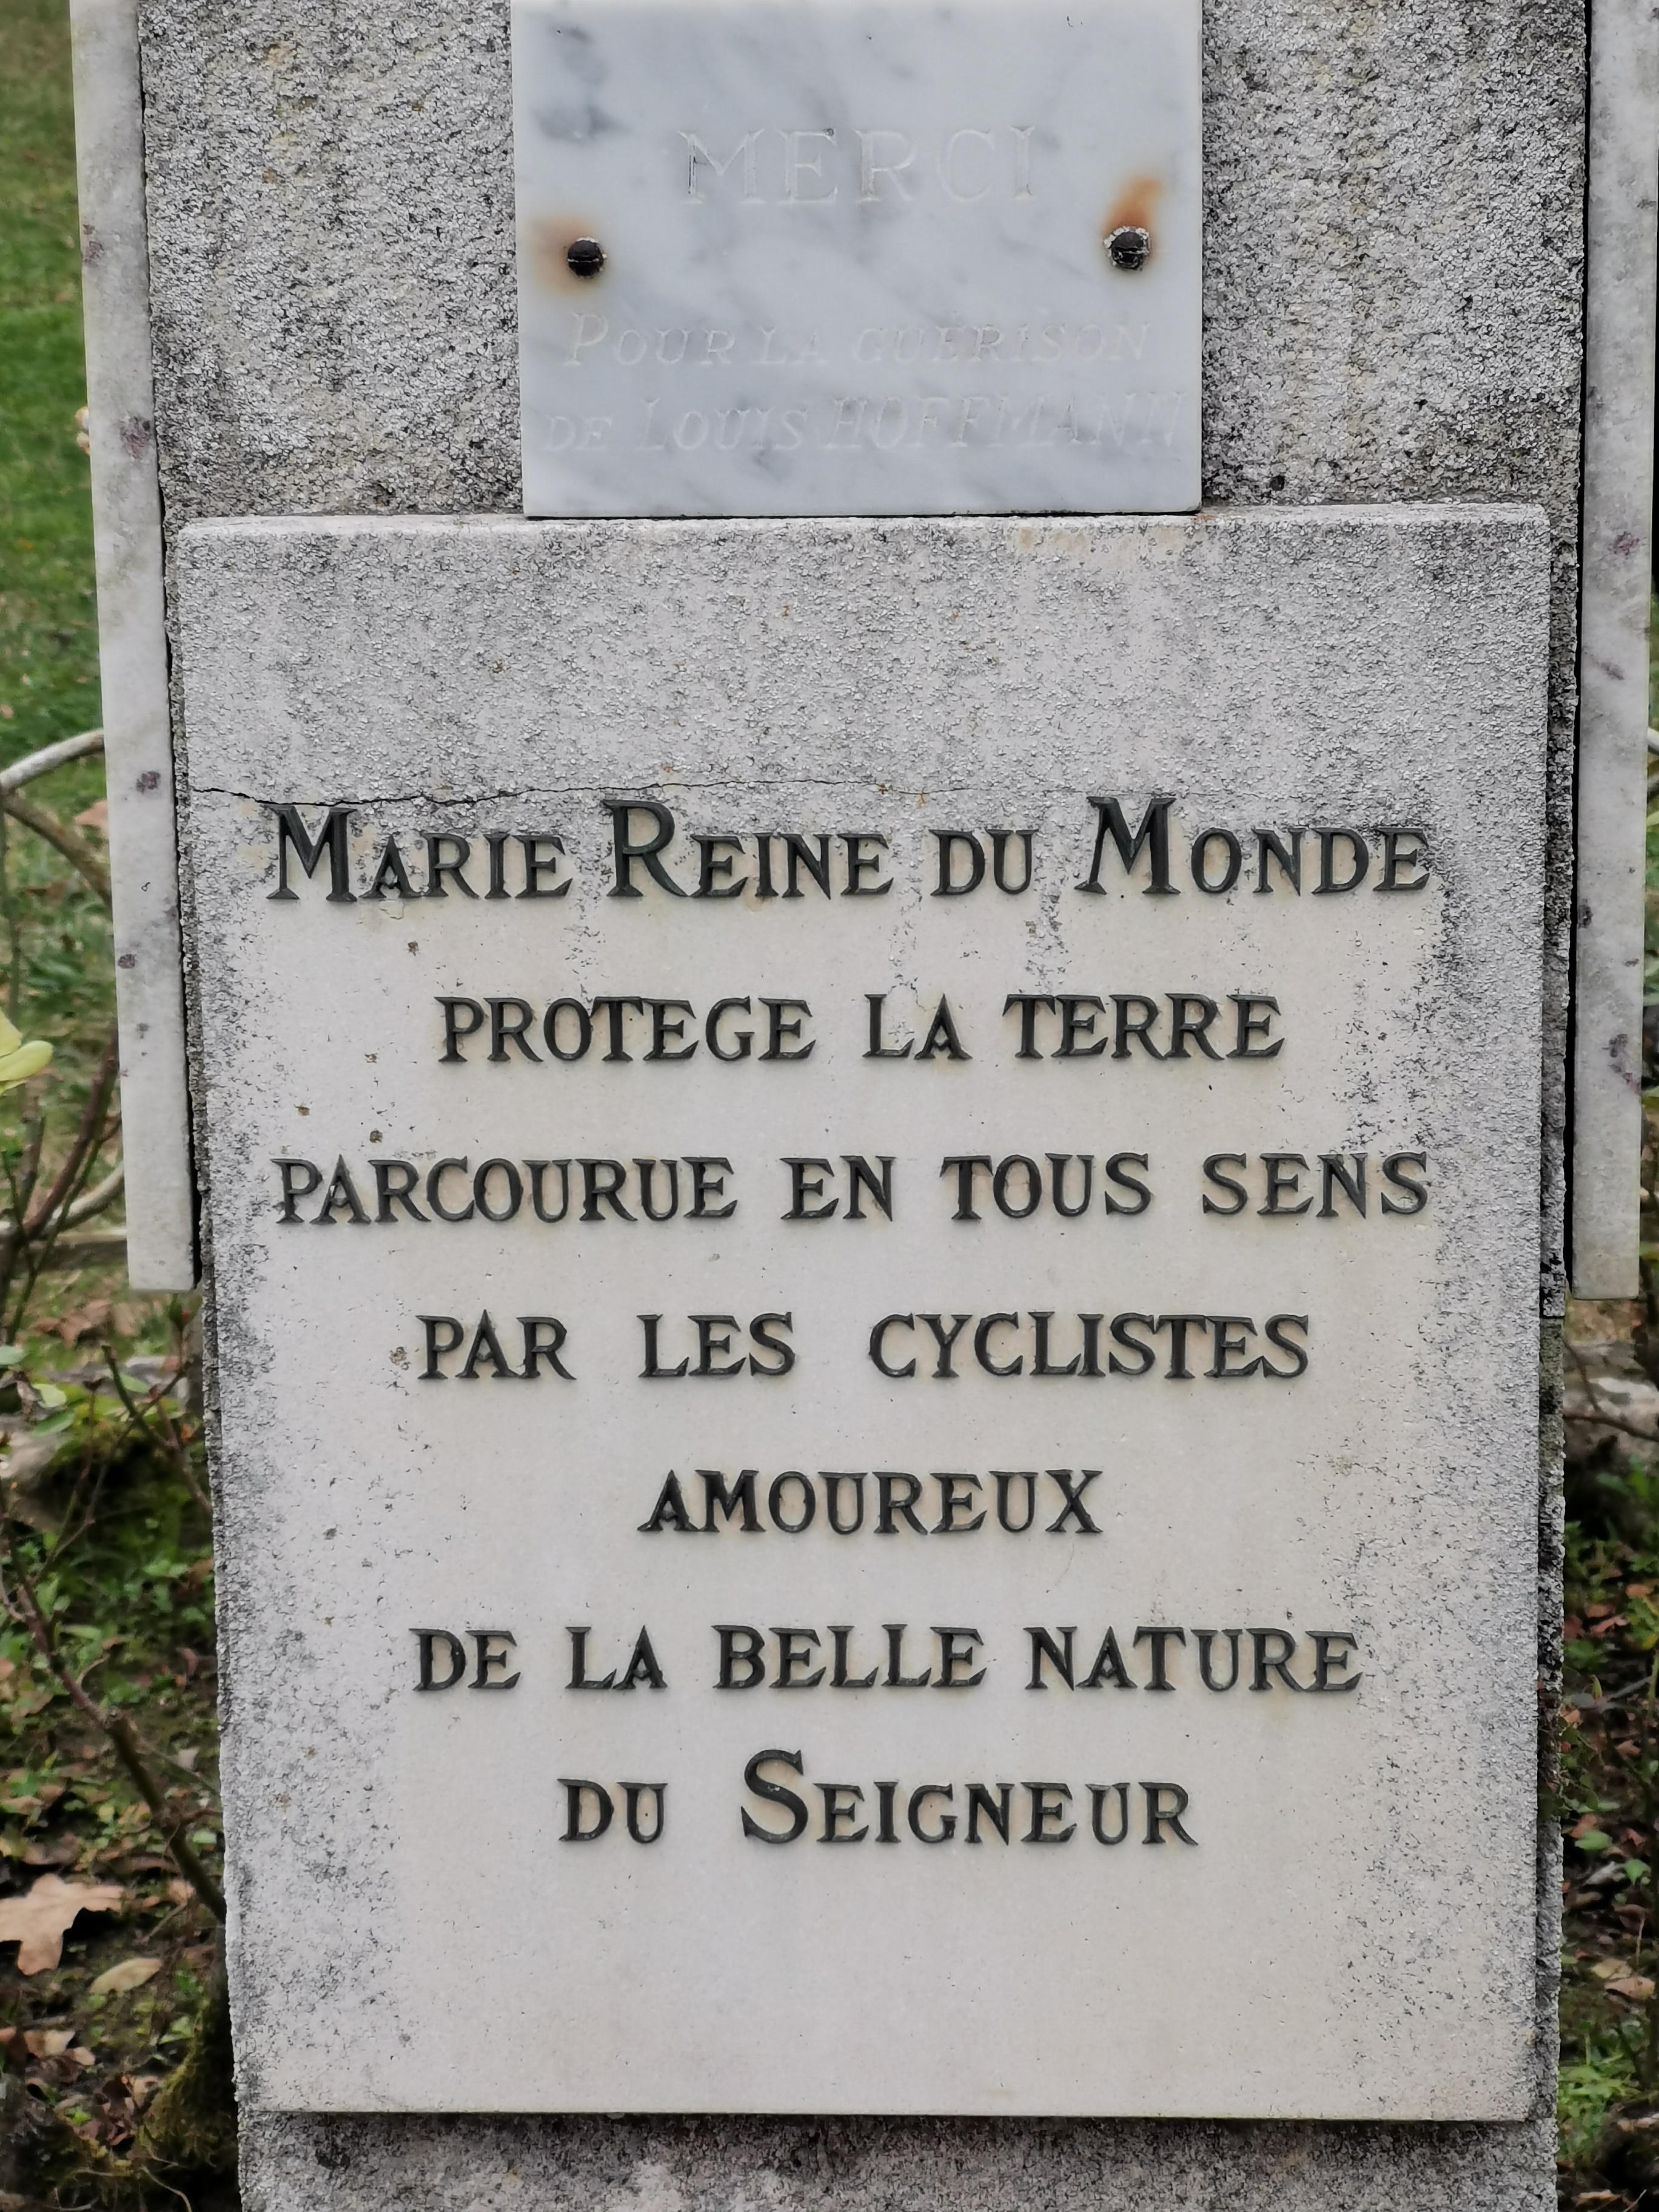 MERCI
POUR LA GUERISON
DE LOUIS HOFFMANN
MARIE REINE DU MONDE
PROTEGE LA TERRE
PARCOURUE EN TOUS SENS
PAR LES CYCLISTES
AMOUREUX
DE LA BELLE NATURE
DU SEIGNEUR